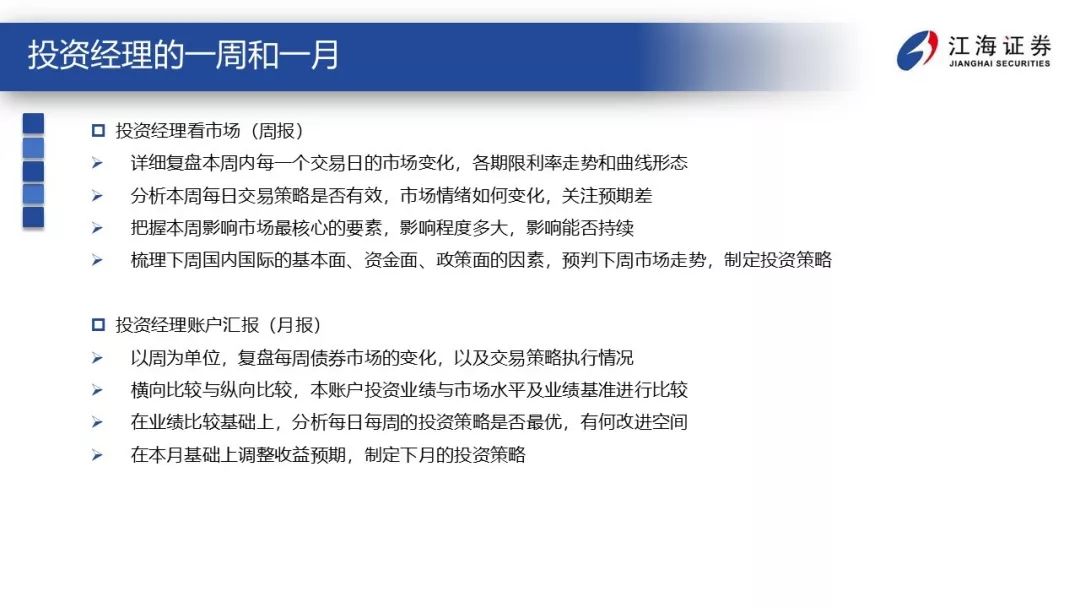 投资经理的一周和一月
江海证券
JIANGHAI SECURITIES
投资经理看市场（周报）
详细复盘本周内每一个交易日的市场变化，各期限利率走势和曲线形态
分析本周每日交易策略是否有效，市场情绪如何变化，关注预期差
把握本周影响市场最核心的要素，影响程度多大，影响能否持续
梳理下周国内国际的基本面、资金面、政策面的因素，预判下周市场走势，制定投资策略
投资经理账户汇报（月报）
以周为单位，复盘每周债券市场的变化，以及交易策略执行情况
横向比较与纵向比较，本账户投资业绩与市场水平及业绩基准进行比较
在业绩比较基础上，分析每日每周的投资策略是否最优，有何改进空间
在本月基础上调整收益预期，制定下月的投资策略